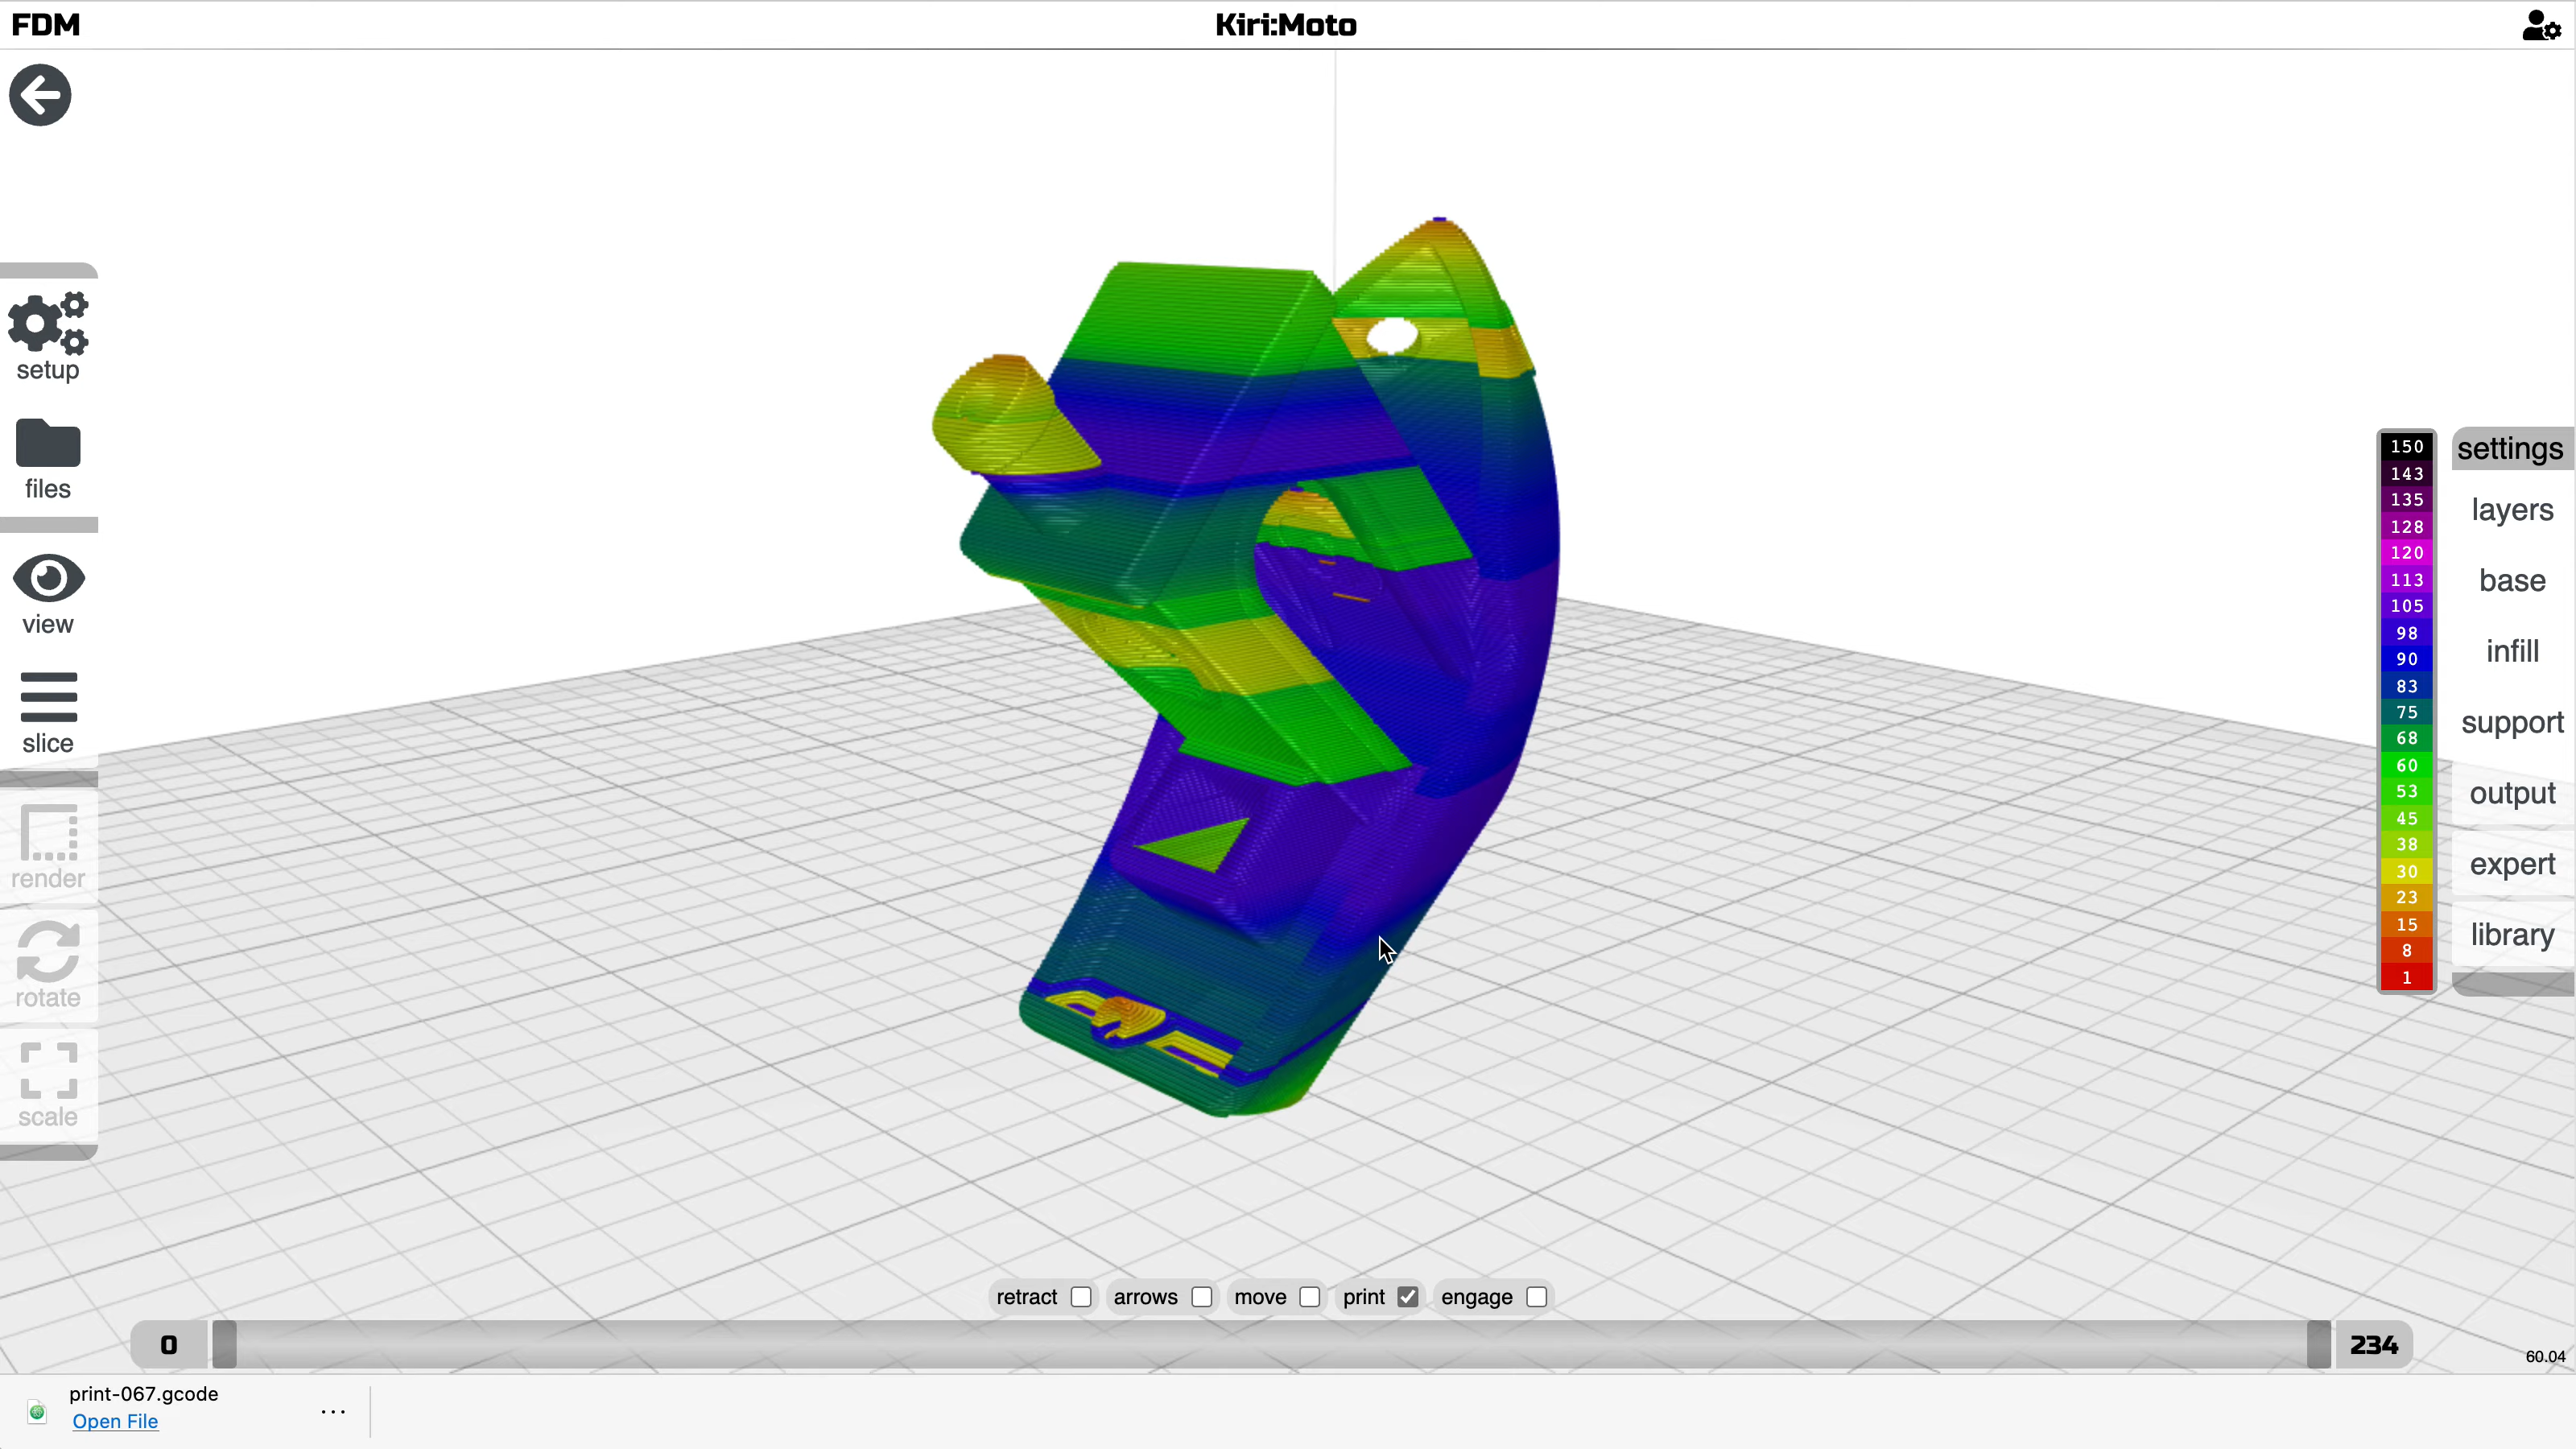 FDM
Kiri:Moto
setup
files
view
slice
render
rotate
scale
150
143
135
128
120
113
105
98
90
83
75
68
60
53
45
38
30
23
15
8
1
settings
layers
base
infill
support
output
expert
library
retract arrows move print engage
0
234
60.04
print-067.gcode
Open File
...